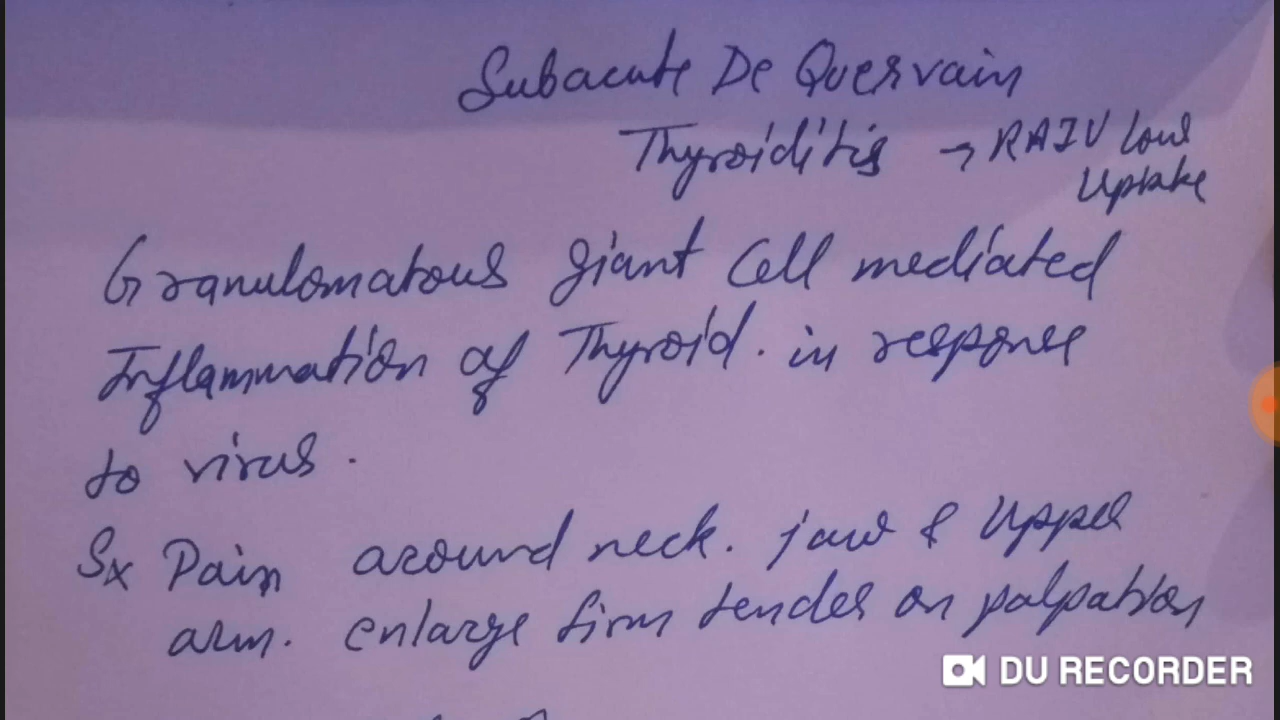 Subacute De Quervain
Thyroiditis → RAIU Low
Uptake
Granulomatous giant Cell mediated
Inflammation of Thyroid. in response
to virus.
Sx Pain around neck. jaw & Upper
arm. enlarge firm tender on palpation
DU RECORDER